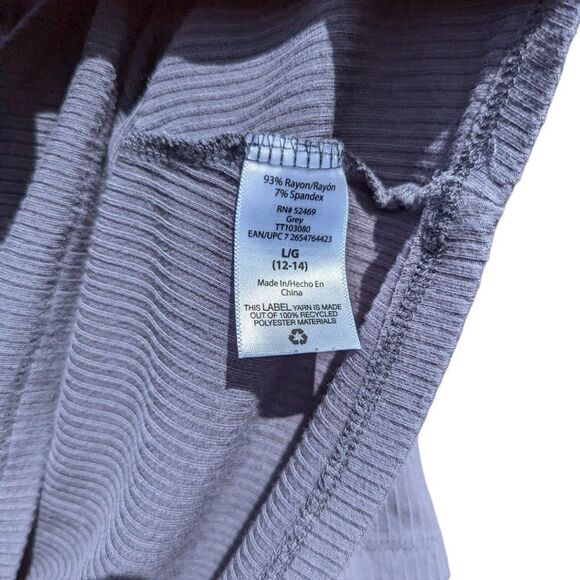 93% Rayon/Rayón
7% Spandex
RN# 52469
Grey
TT103080
EAN/UPC 7 2654764423
L/G
(12-14)
Made In/Hecho En
China
THIS LABEL YARN IS MADE
OUT OF 100% RECYCLED
POLYESTER MATERIALS